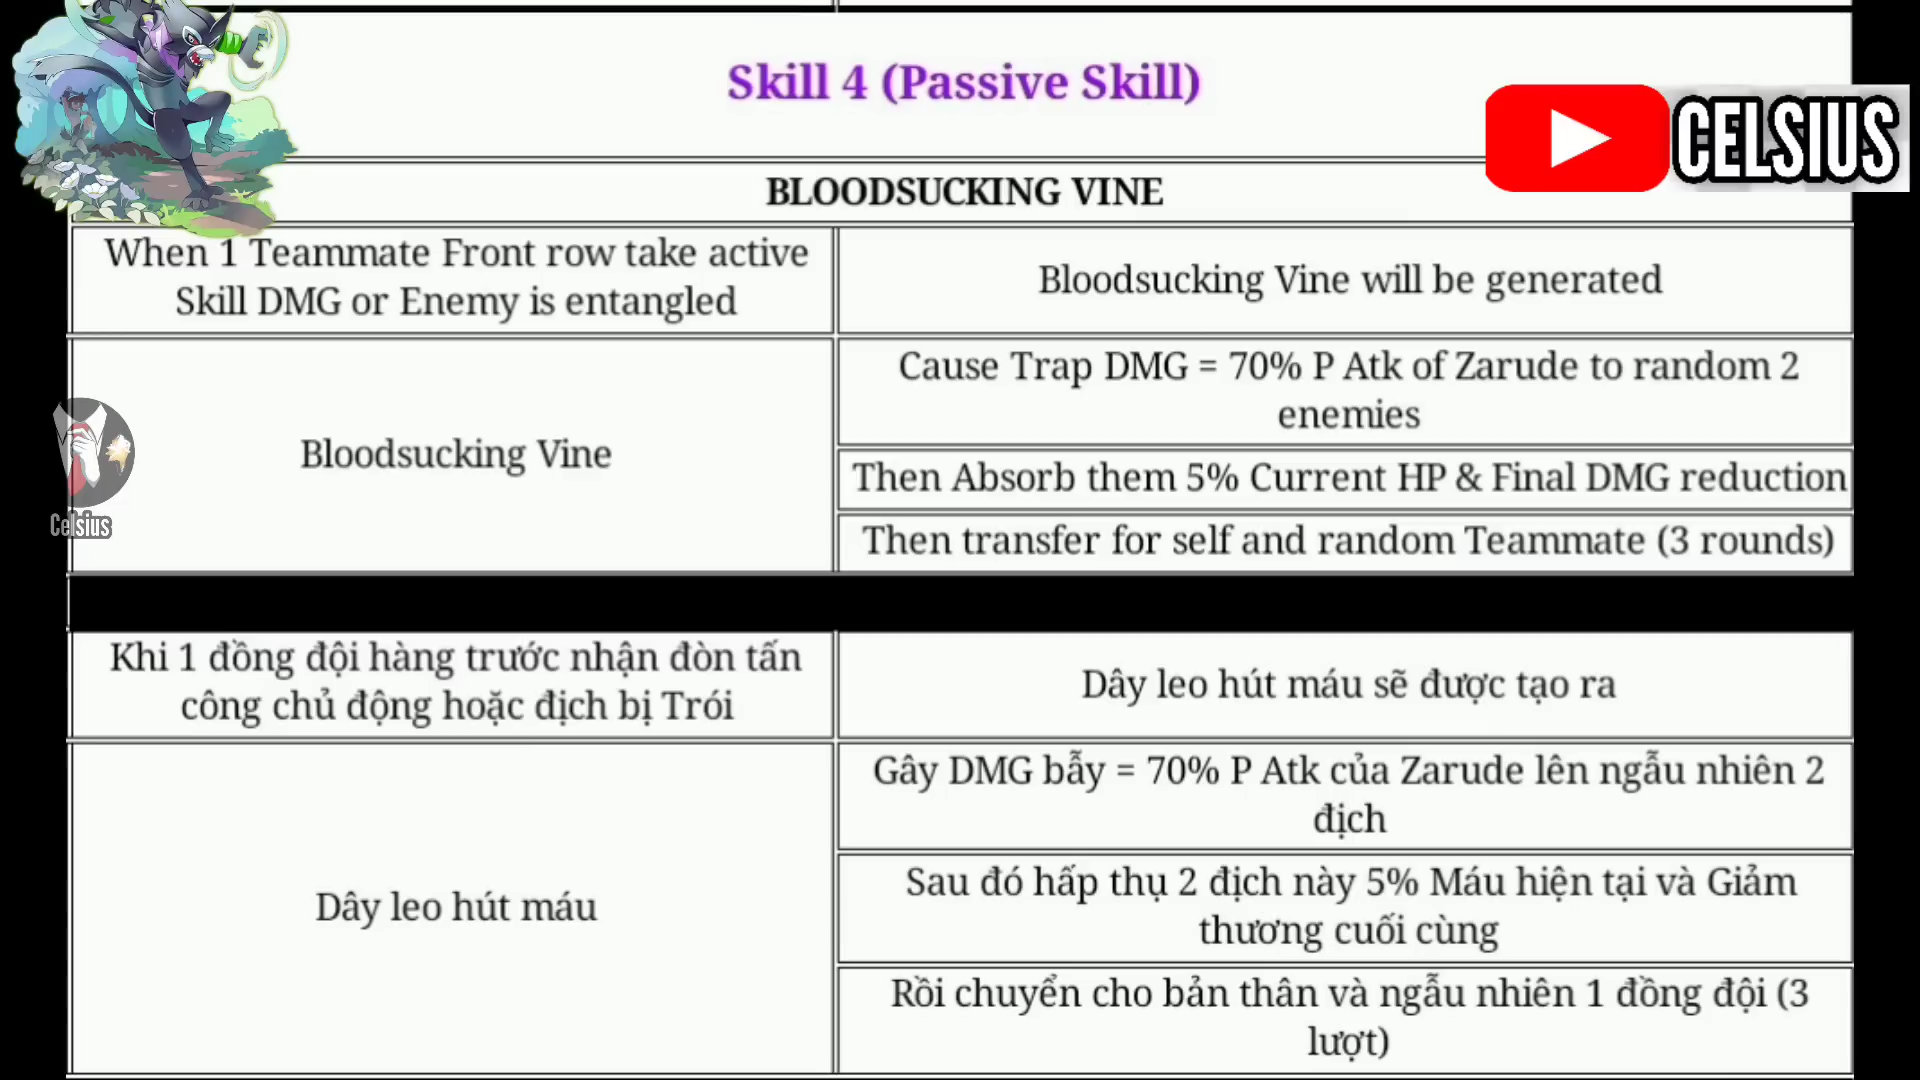 Skill 4 (Passive Skill)
CELSIUS
BLOODSUCKING VINE
When 1 Teammate Front row take active
Skill DMG or Enemy is entangled
Bloodsucking Vine will be generated
Bloodsucking Vine
Cause Trap DMG = 70% P Atk of Zarude to random 2
enemies
Then Absorb them 5% Current HP & Final DMG reduction
Then transfer for self and random Teammate (3 rounds)
Celsius
Khi 1 đồng đội hàng trước nhận đòn tấn
công chủ động hoặc địch bị Trói
Dây leo hút máu sẽ được tạo ra
Dây leo hút máu
Gây DMG bẫy = 70% P Atk của Zarude lên ngẫu nhiên 2
địch
Sau đó hấp thụ 2 địch này 5% Máu hiện tại và Giảm
thương cuối cùng
Rồi chuyển cho bản thân và ngẫu nhiên 1 đồng đội (3
lượt)